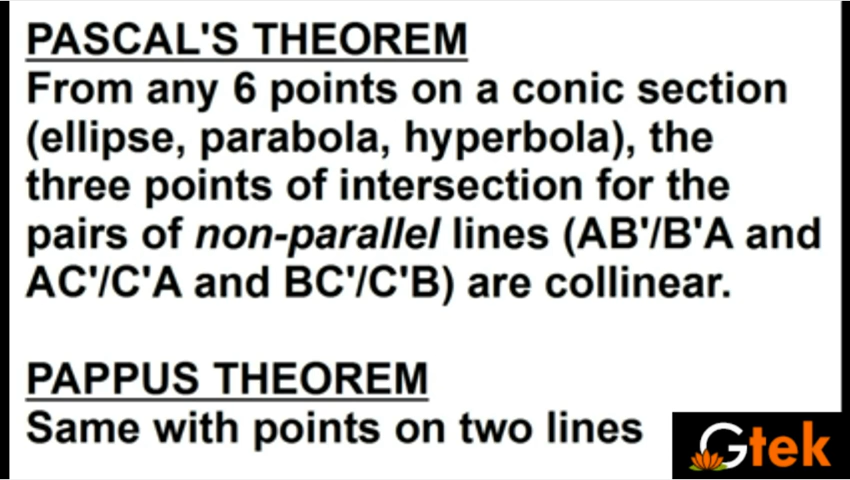 PASCAL'S THEOREM
From any 6 points on a conic section
(ellipse, parabola, hyperbola), the
three points of intersection for the
pairs of non-parallel lines (AB'/B'A and
AC'/C'A and BC'/C'B) are collinear.
PAPPUS THEOREM
Same with points on two lines
Gtek